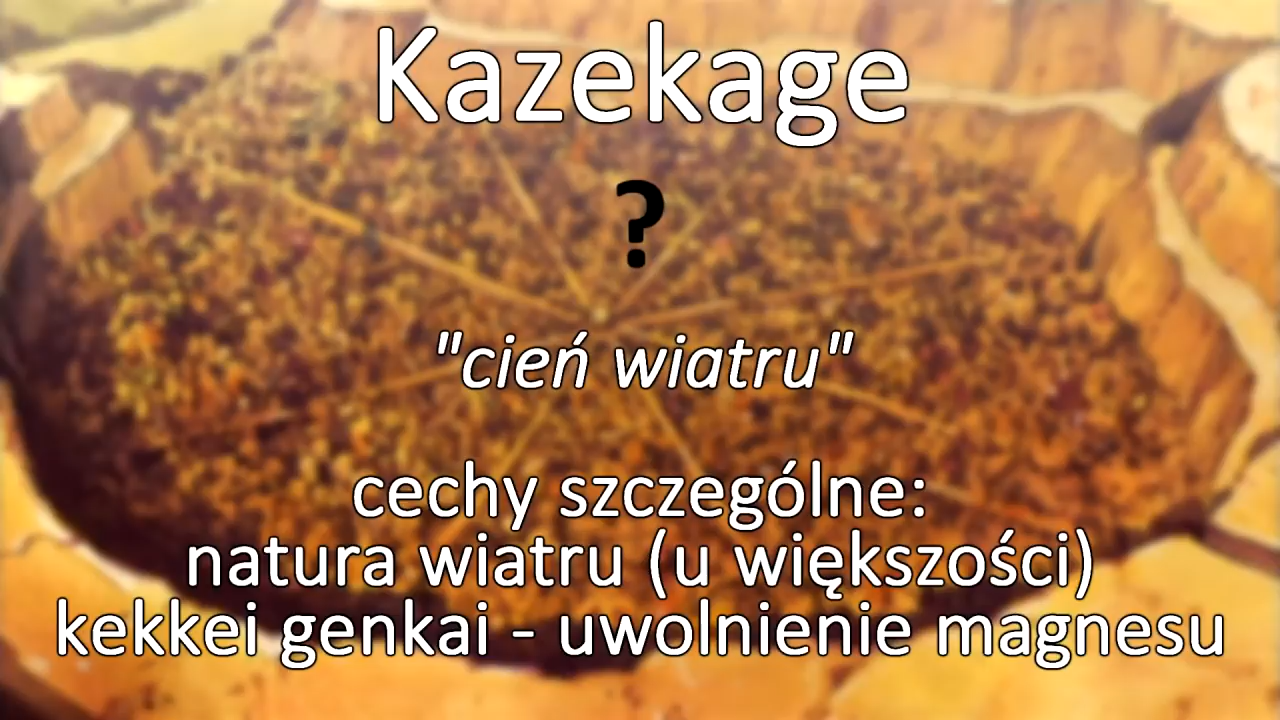 Kazekage
?
"cień wiatru"
cechy szczególne:
natura wiatru (u większości)
kekkei genkai - uwolnienie magnesu